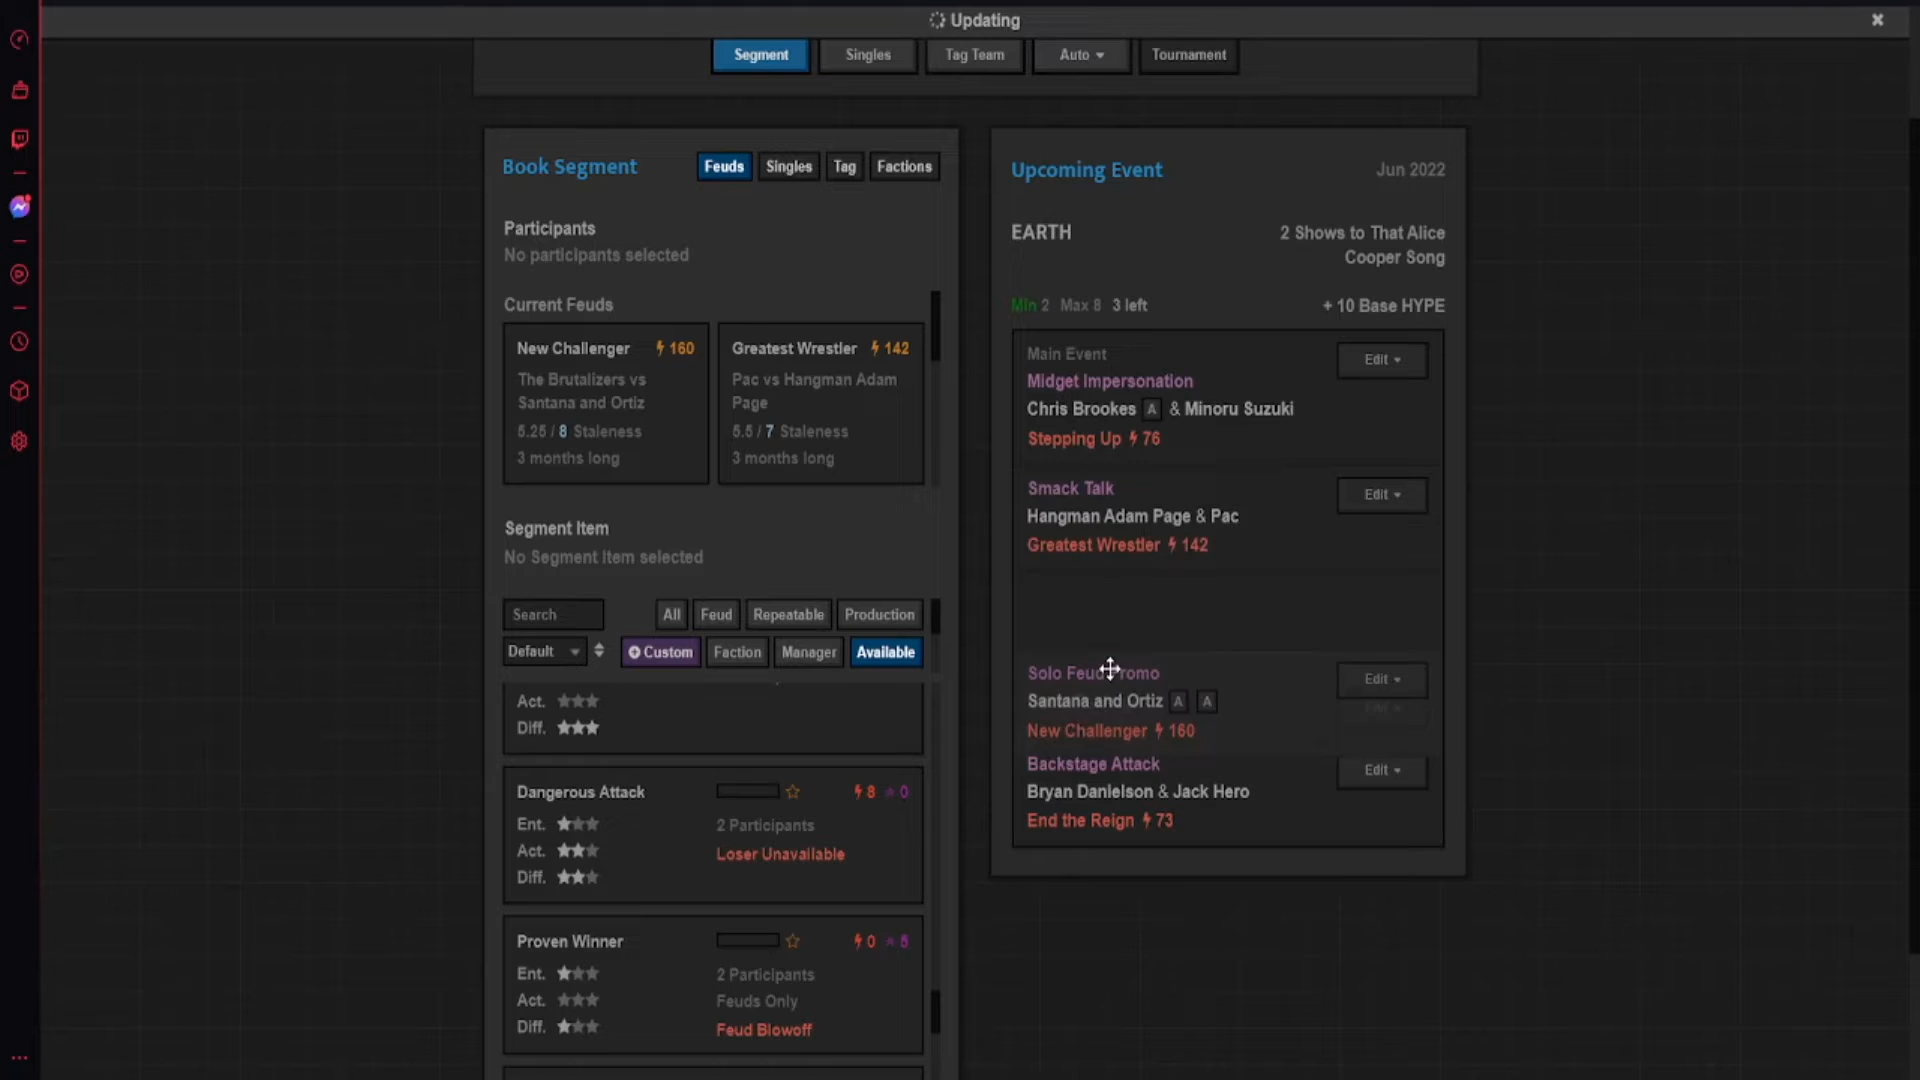 Updating
Segment Singles Tag Team Auto Tournament
Book Segment Feuds Singles Tag Factions
Participants
No participants selected
Current Feuds
New Challenger 160
The Brutalizers vs
Santana and Ortiz
5.25 / 8 Staleness
3 months long
Greatest Wrestler 142
Pac vs Hangman Adam
Page
5.5 / 7 Staleness
3 months long
Segment Item
No Segment Item selected
Search All Feud Repeatable Production
Default Custom Faction Manager Available
Act.
Diff.
Dangerous Attack 8 0
Ent. 2 Participants
Act. Loser Unavailable
Diff.
Proven Winner 0 5
Ent. 2 Participants
Act. Feuds Only
Diff. Feud Blowoff
Upcoming Event Jun 2022
EARTH 2 Shows to That Alice
Cooper Song
Min 2 Max 8 3 left + 10 Base HYPE
Main Event Edit
Midget Impersonation
Chris Brookes A & Minoru Suzuki
Stepping Up 76
Smack Talk Edit
Hangman Adam Page & Pac
Greatest Wrestler 142
Solo Feud Promo Edit
Santana and Ortiz A A
New Challenger 160
Backstage Attack Edit
Bryan Danielson & Jack Hero
End the Reign 73